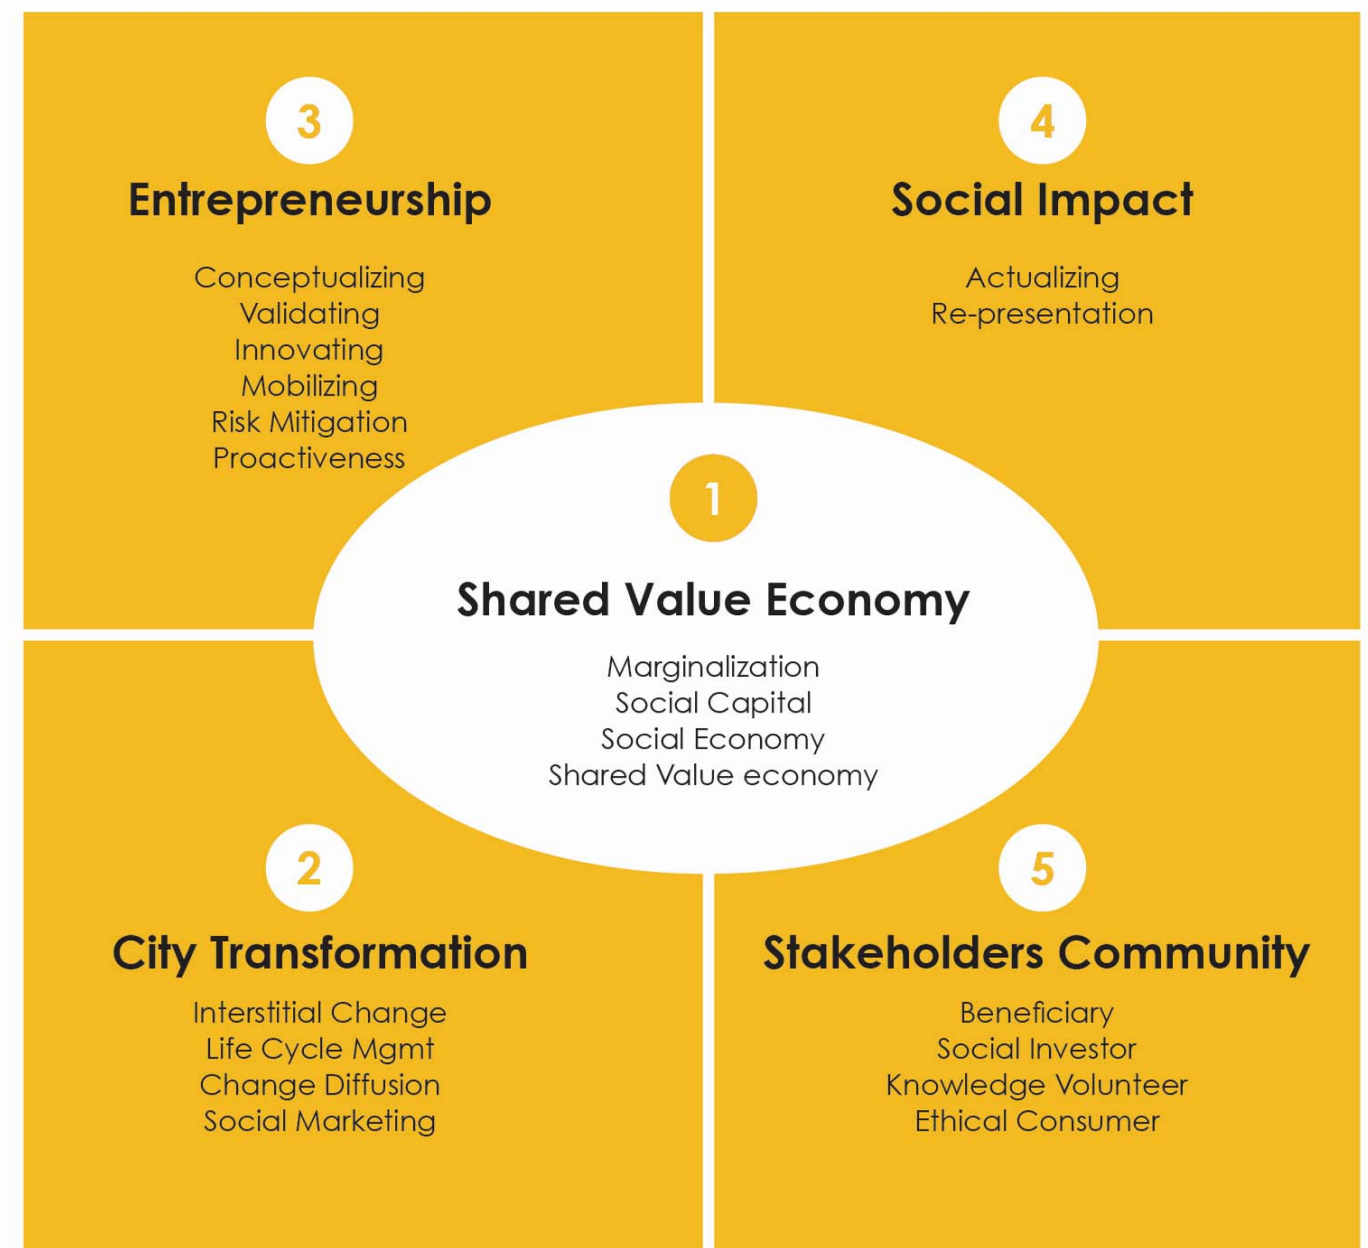 3
Entrepreneurship
Conceptualizing
Validating
Innovating
Mobilizing
Risk Mitigation
Proactiveness
4
Social Impact
Actualizing
Re-presentation
1
Shared Value Economy
Marginalization
Social Capital
Social Economy
Shared Value economy
2
City Transformation
Interstitial Change
Life Cycle Mgmt
Change Diffusion
Social Marketing
5
Stakeholders Community
Beneficiary
Social Investor
Knowledge Volunteer
Ethical Consumer